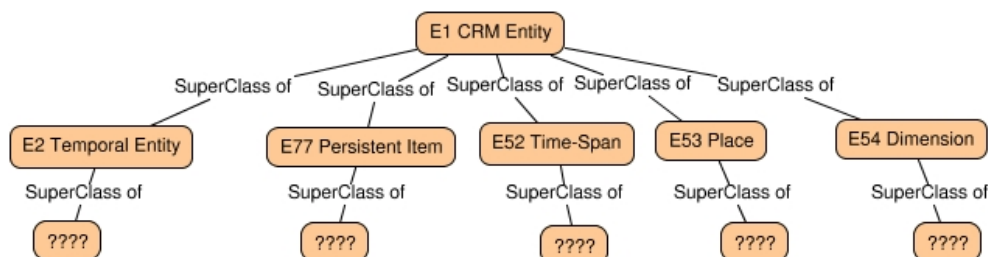 E1 CRM Entity
SuperClass of SuperClass of SuperClass of SuperClass of SuperClass of
E2 Temporal Entity E77 Persistent Item E52 Time-Span E53 Place E54 Dimension
SuperClass of SuperClass of SuperClass of SuperClass of SuperClass of
???? ???? ???? ???? ????